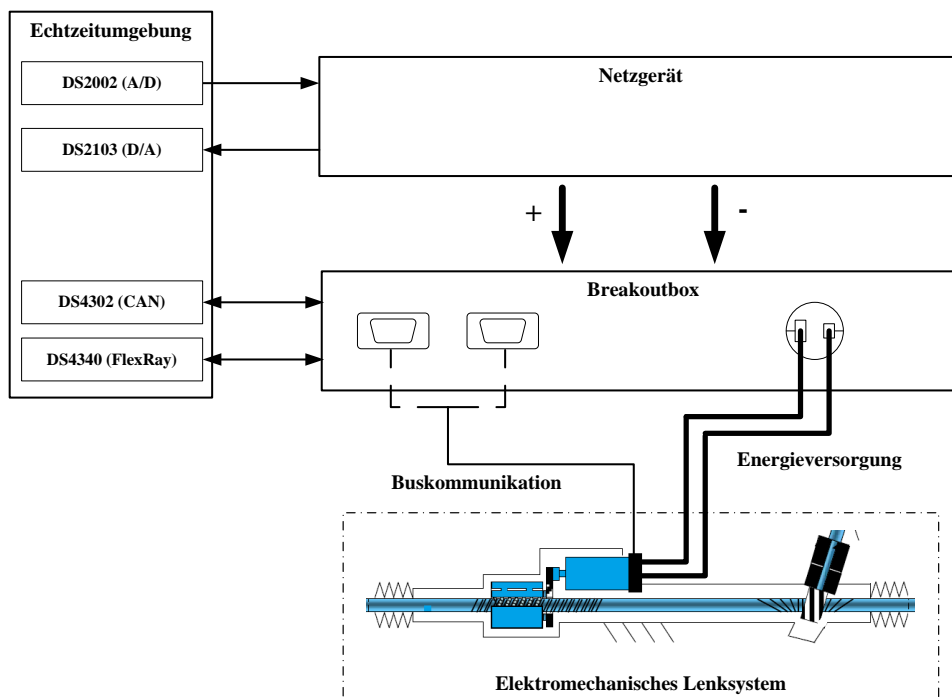 Echtzeitumgebung
DS2002 (A/D)
DS2103 (D/A)
DS4302 (CAN)
DS4340 (FlexRay)
Netzgerät
+
-
Breakoutbox
Energieversorgung
Buskommunikation
Elektromechanisches Lenksystem